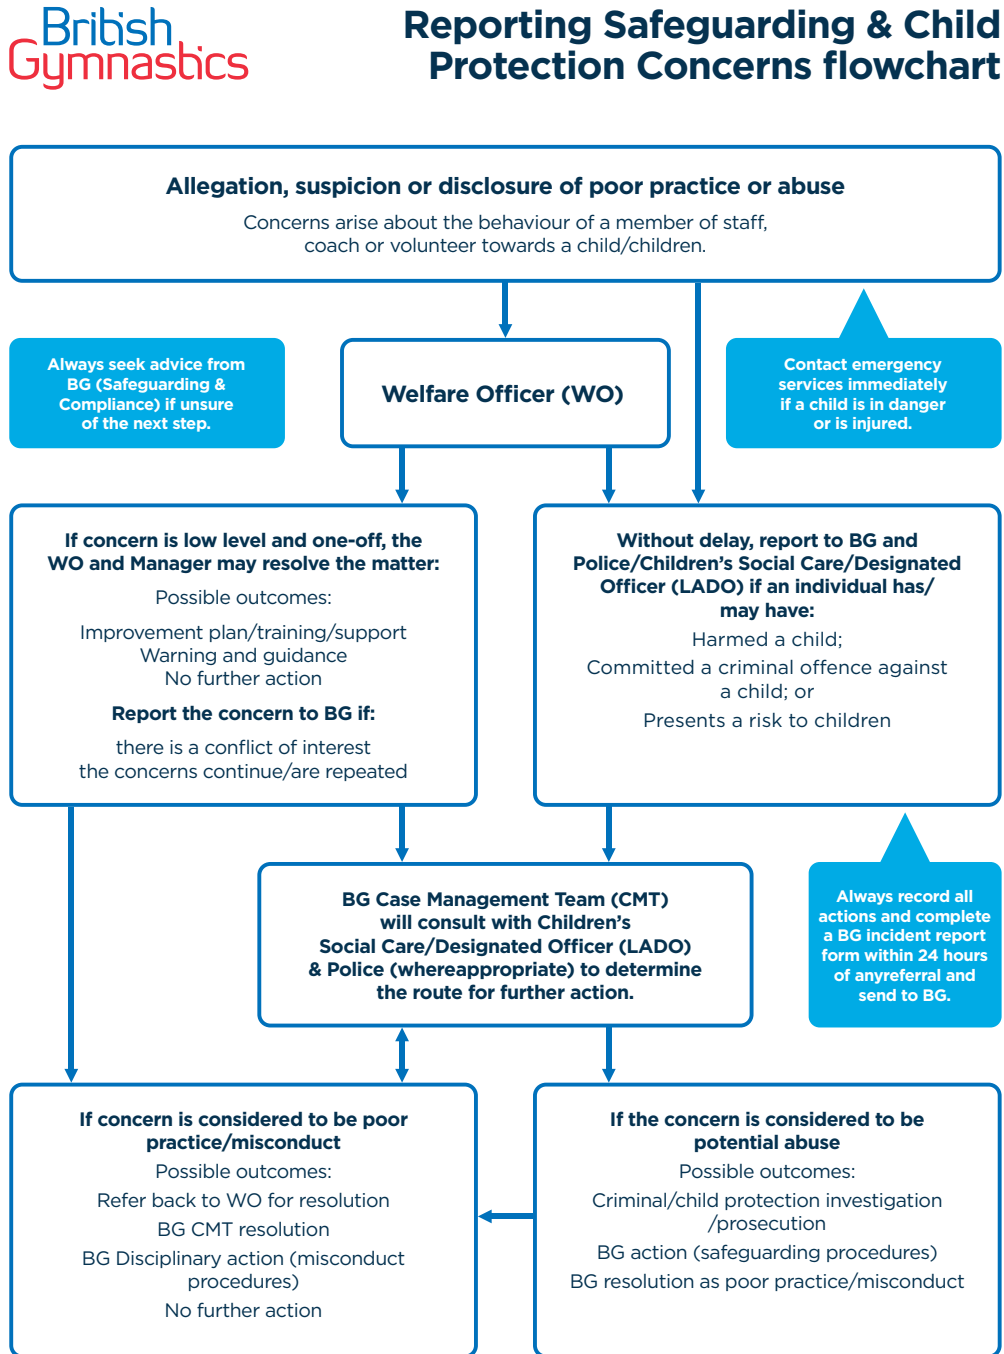 British
Gymnastics
Reporting Safeguarding & Child
Protection Concerns flowchart
Allegation, suspicion or disclosure of poor practice or abuse
Concerns arise about the behaviour of a member of staff,
coach or volunteer towards a child/children.
Always seek advice from
BG (Safeguarding &
Compliance) if unsure
of the next step.
Welfare Officer (WO)
Contact emergency
services immediately
if a child is in danger
or is injured.
If concern is low level and one-off, the
WO and Manager may resolve the matter:
Possible outcomes:
Improvement plan/training/support
Warning and guidance
No further action
Report the concern to BG if:
there is a conflict of interest
the concerns continue/are repeated
Without delay, report to BG and
Police/Children's Social Care/Designated
Officer (LADO) if an individual has/
may have:
Harmed a child;
Committed a criminal offence against
a child; or
Presents a risk to children
BG Case Management Team (CMT)
will consult with Children's
Social Care/Designated Officer (LADO)
& Police (whereappropriate) to determine
the route for further action.
Always record all
actions and complete
a BG incident report
form within 24 hours
of anyreferral and
send to BG.
If concern is considered to be poor
practice/misconduct
Possible outcomes:
Refer back to WO for resolution
BG CMT resolution
BG Disciplinary action (misconduct
procedures)
No further action
If the concern is considered to be
potential abuse
Possible outcomes:
Criminal/child protection investigation
/prosecution
BG action (safeguarding procedures)
BG resolution as poor practice/misconduct